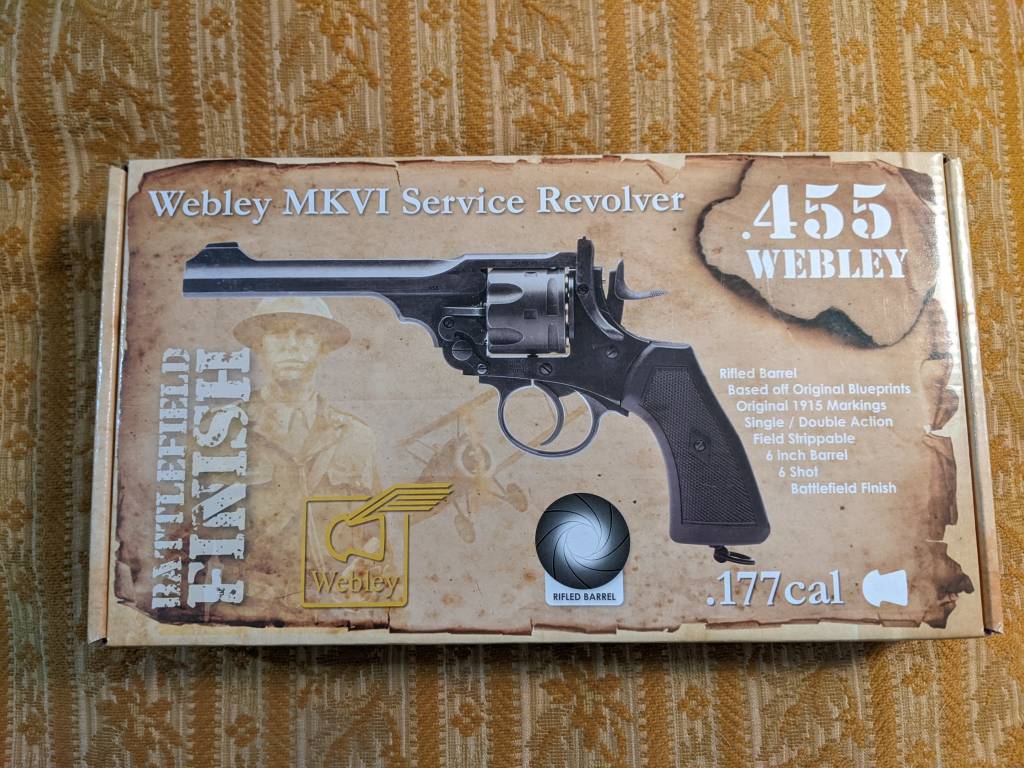 Webley MKVI Service Revolver
.455
WEBLEY
BATTLEFIELD
FINISH
Rifled Barrel
Based off Original Blueprints
Original 1915 Markings
Single / Double Action
Field Strippable
6 inch Barrel
6 Shot
Battlefield Finish
Webley
RIFLED BARREL
.177cal